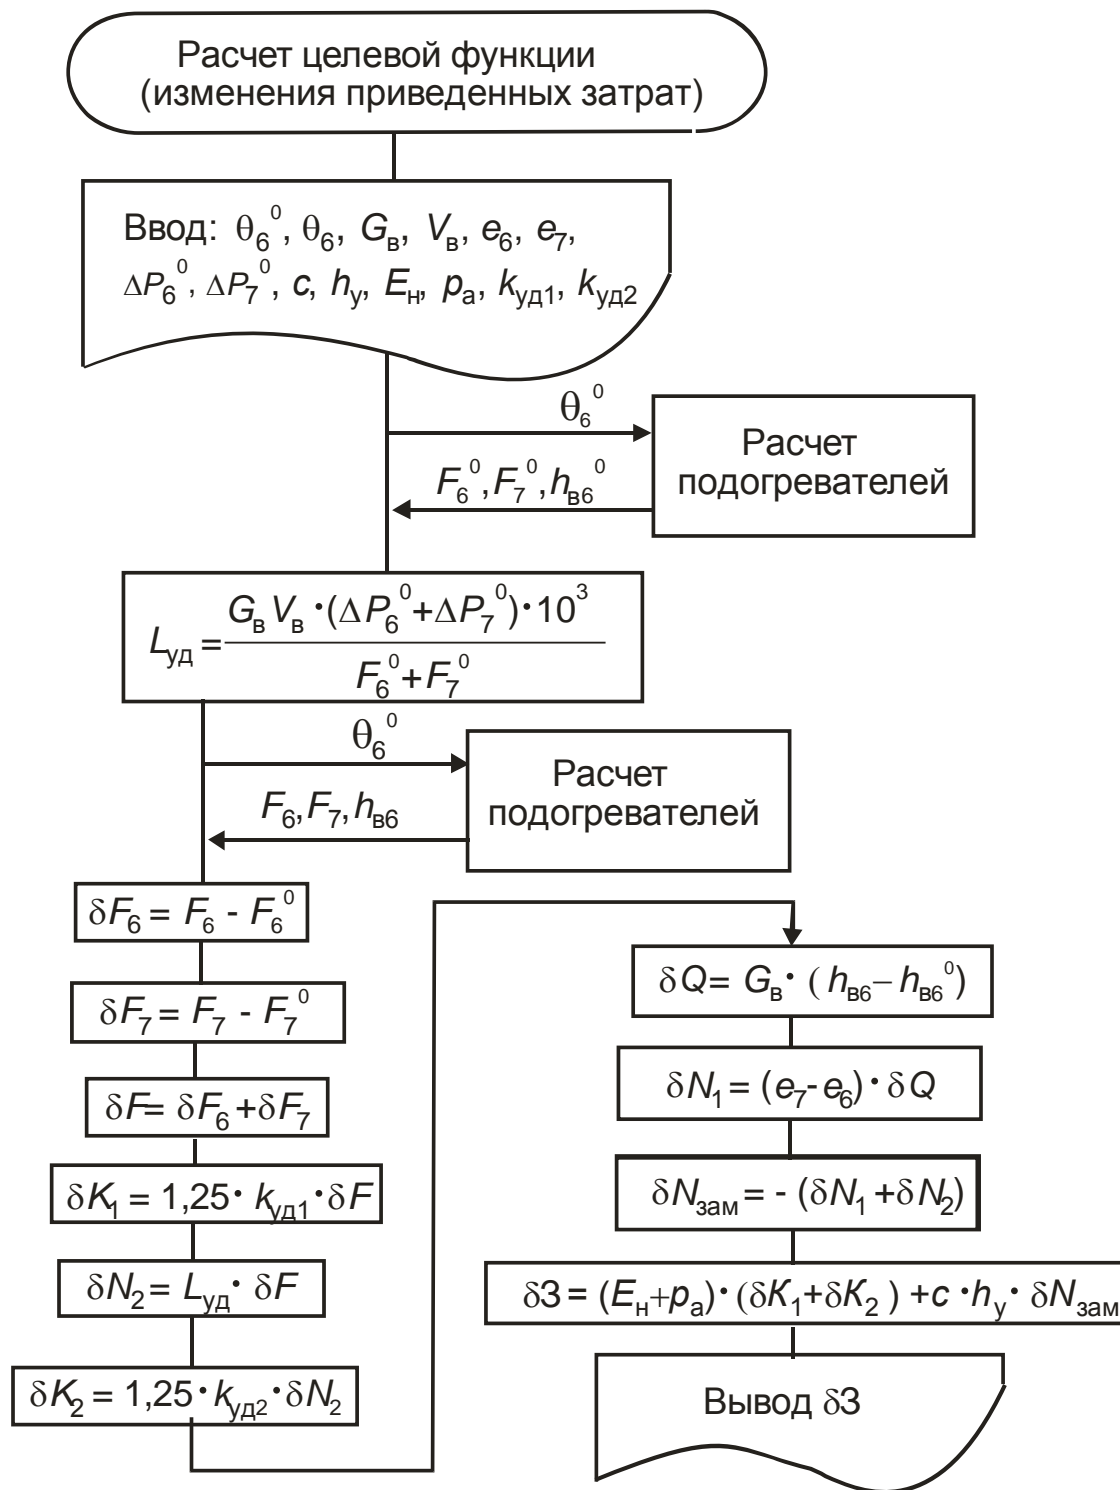 Расчет целевой функции
(изменения приведенных затрат)
Ввод: θ₆⁰, θ₆, Gв, Vв, e₆, e₇,
ΔP₆⁰, ΔP₇⁰, c, hу, Eн, pа, kуд1, kуд2
θ₆⁰
Расчет
подогревателей
F₆⁰, F₇⁰, hв6⁰
Lуд = GвVв·(ΔP₆⁰+ΔP₇⁰)·10³
F₆⁰+F₇⁰
θ₆⁰
Расчет
подогревателей
F₆, F₇, hв6
δF₆ = F₆ - F₆⁰
δF₇ = F₇ - F₇⁰
δF= δF₆+δF₇
δK₁ = 1,25· kуд1·δF
δN₂ = Lуд· δF
δK₂ = 1,25·kуд2·δN₂
δQ= Gв· (hв6– hв6⁰)
δN₁ = (e₇-e₆)· δQ
δNзам = - (δN₁ +δN₂)
δЗ = (Eн+pа)· (δK₁+δK₂ ) +c ·hу· δNзам
Вывод δЗ